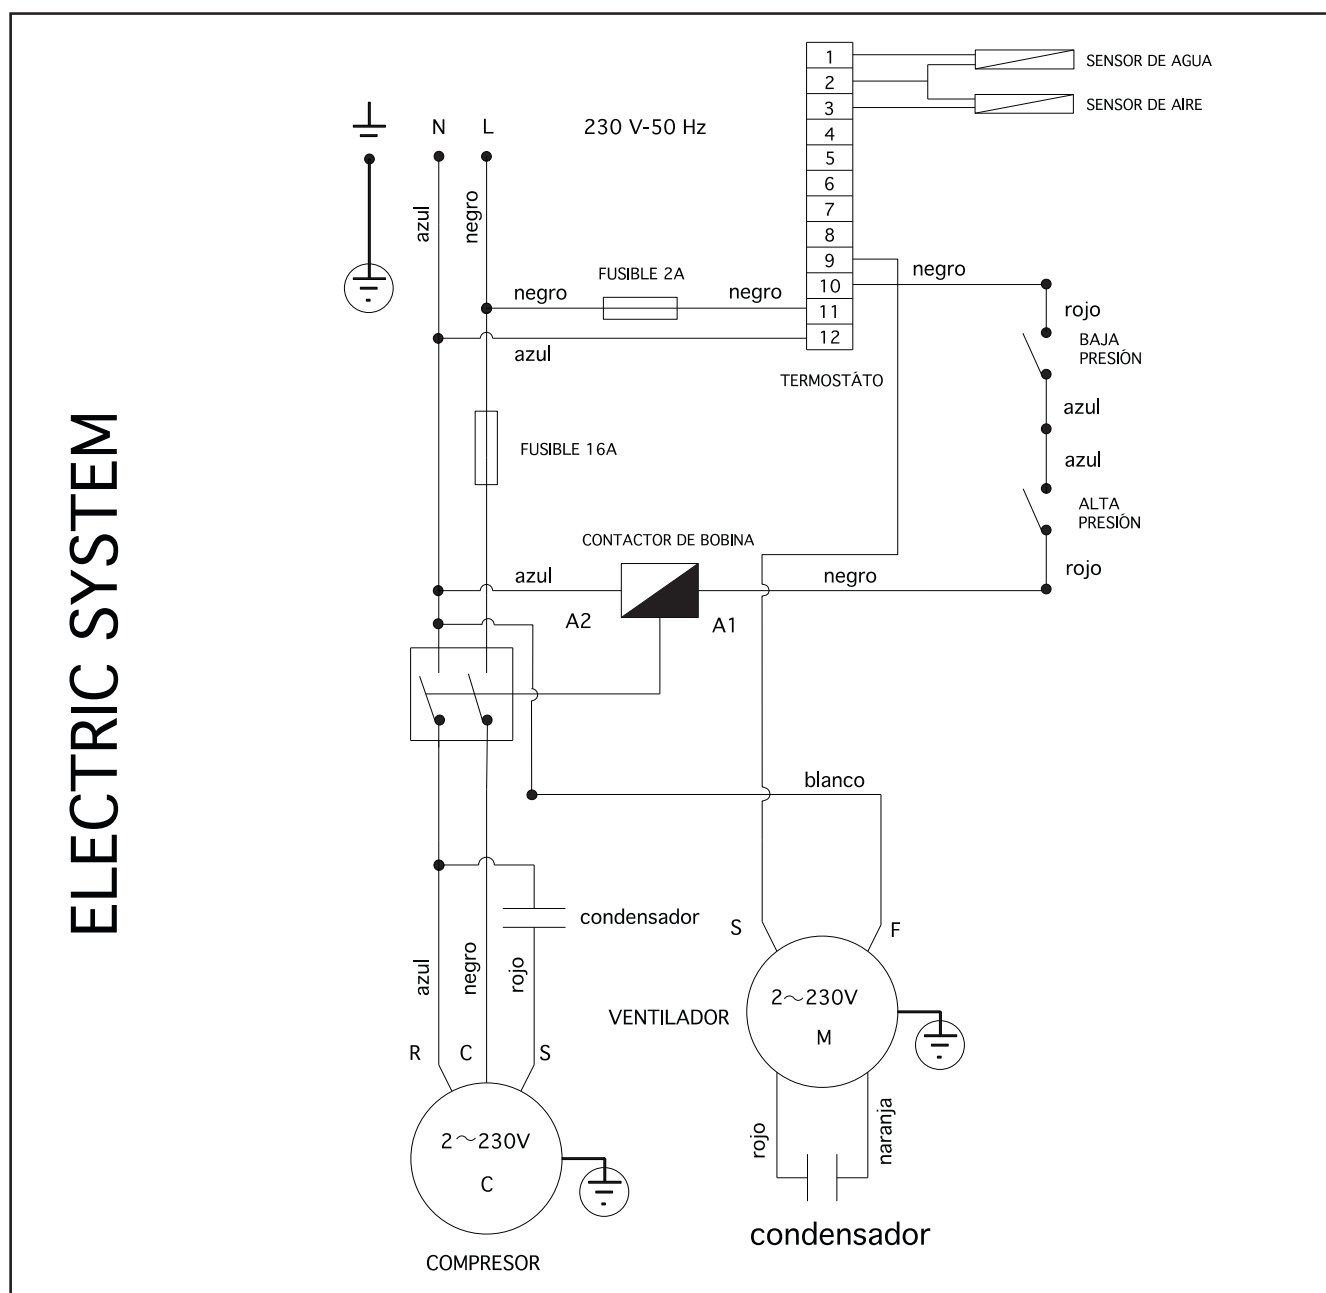 ELECTRIC SYSTEM
N
L
230 V-50 Hz
1
2
3
4
5
6
7
8
9
10
11
12
SENSOR DE AGUA
SENSOR DE AIRE
azul
negro
negro
FUSIBLE 2A
negro
azul
TERMOSTÁTO
negro
rojo
BAJA
PRESIÓN
azul
azul
ALTA
PRESIÓN
rojo
FUSIBLE 16A
CONTACTOR DE BOBINA
azul
negro
A2
A1
blanco
condensador
azul
negro
rojo
R
C
S
2~230V
C
COMPRESOR
S
F
VENTILADOR
2~230V
M
rojo
naranja
condensador